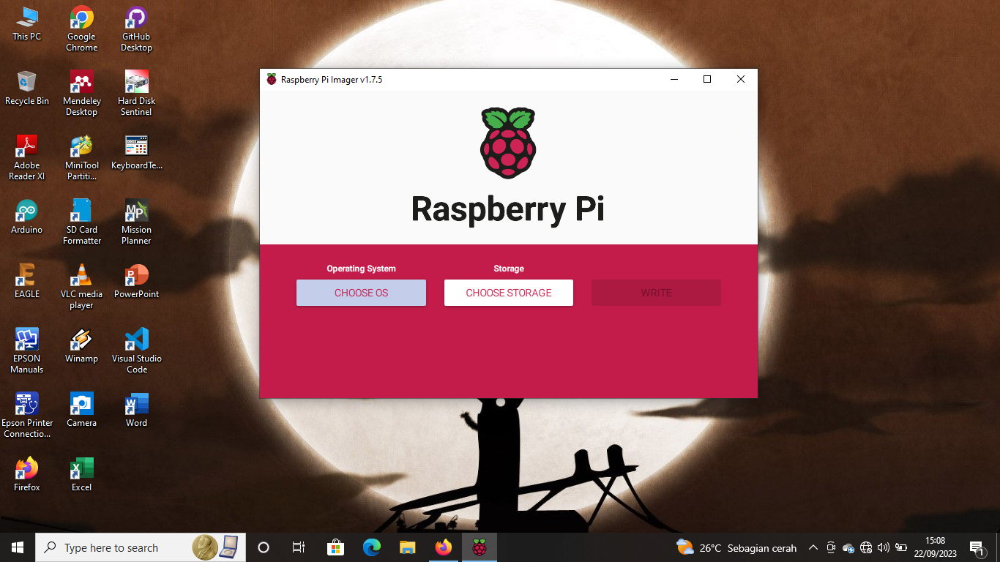 This PC
Google
Chrome
GitHub
Desktop
Recycle Bin
Mendeley
Desktop
Hard Disk
Sentinel
Adobe
Reader XI
MiniTool
Partiti...
KeyboardTe...
Arduino
SD Card
Formatter
MP
Mission
Planner
EAGLE
VLC media
player
PowerPoint
EPSON
Manuals
Winamp
Visual Studio
Code
Epson Printer
Connectio...
Camera
Word
Firefox
Excel
Raspberry Pi Imager v1.7.5
Raspberry Pi
Operating System
Storage
CHOOSE OS
CHOOSE STORAGE
WRITE
Type here to search
26°C Sebagian cerah
15:08
22/09/2023
1